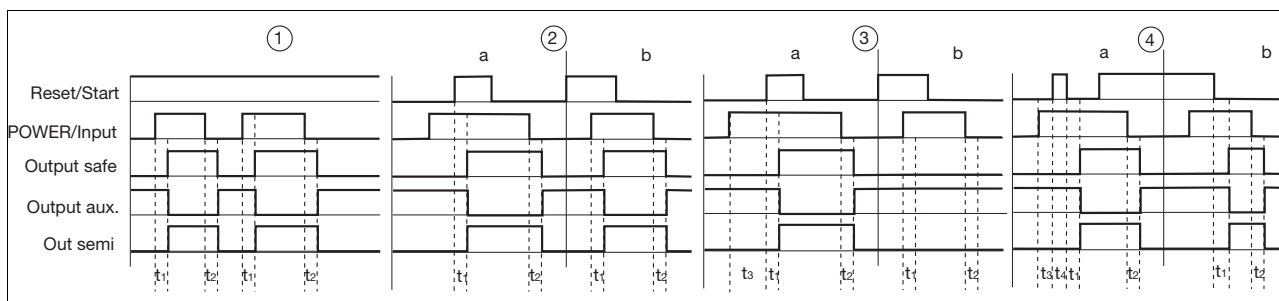 ① ② ③ ④
a b a b a b
Reset/Start
POWER/Input
Output safe
Output aux.
Out semi
t1 t2 t1 t2 t1 t2 t1 t2 t3 t1 t2 t1 t2 t3 t4 t1 t2 t1 t2